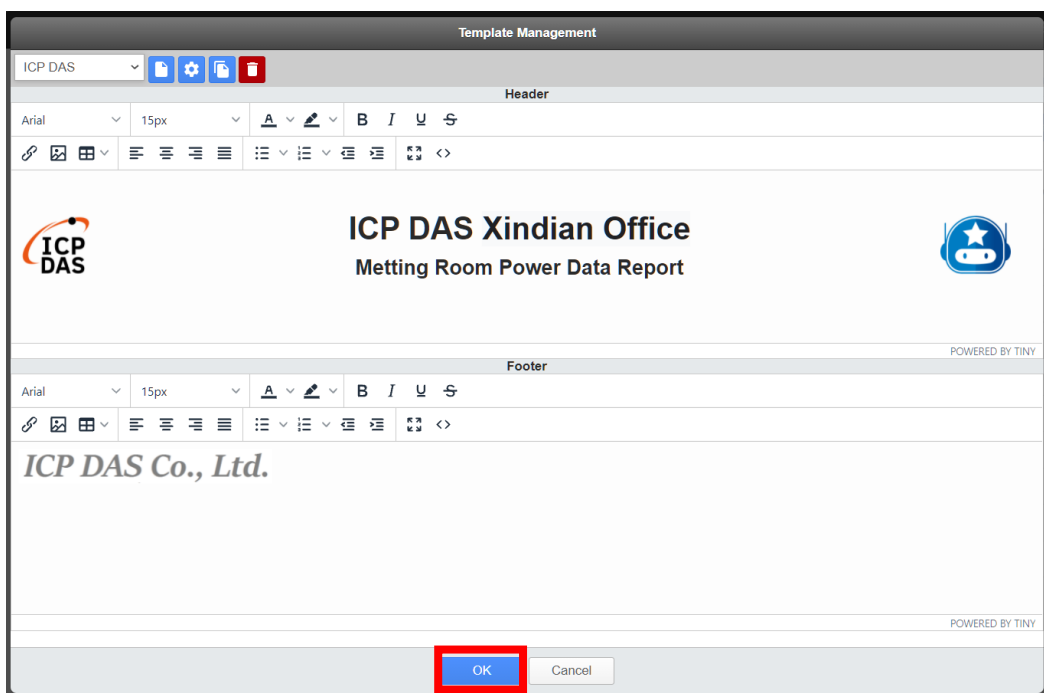 Template Management
ICP DAS
Header
Arial 15px A B I U S
ICP DAS Xindian Office
ICP
DAS
Metting Room Power Data Report
POWERED BY TINY
Footer
Arial 15px A B I U S
ICP DAS Co., Ltd.
POWERED BY TINY
OK Cancel